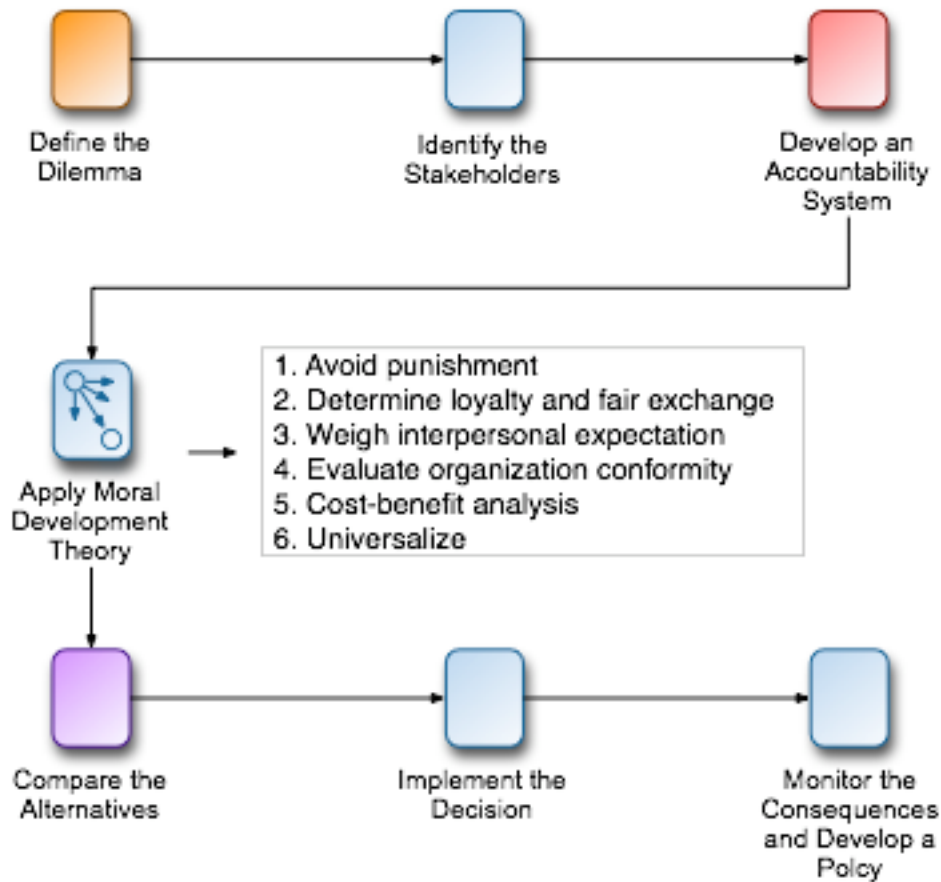 Define the
Dilemma
Identify the
Stakeholders
Develop an
Accountability
System
Apply Moral
Development
Theory
1. Avoid punishment
2. Determine loyalty and fair exchange
3. Weigh interpersonal expectation
4. Evaluate organization conformity
5. Cost-benefit analysis
6. Universalize
Compare the
Alternatives
Implement the
Decision
Monitor the
Consequences
and Develop a
Polcy